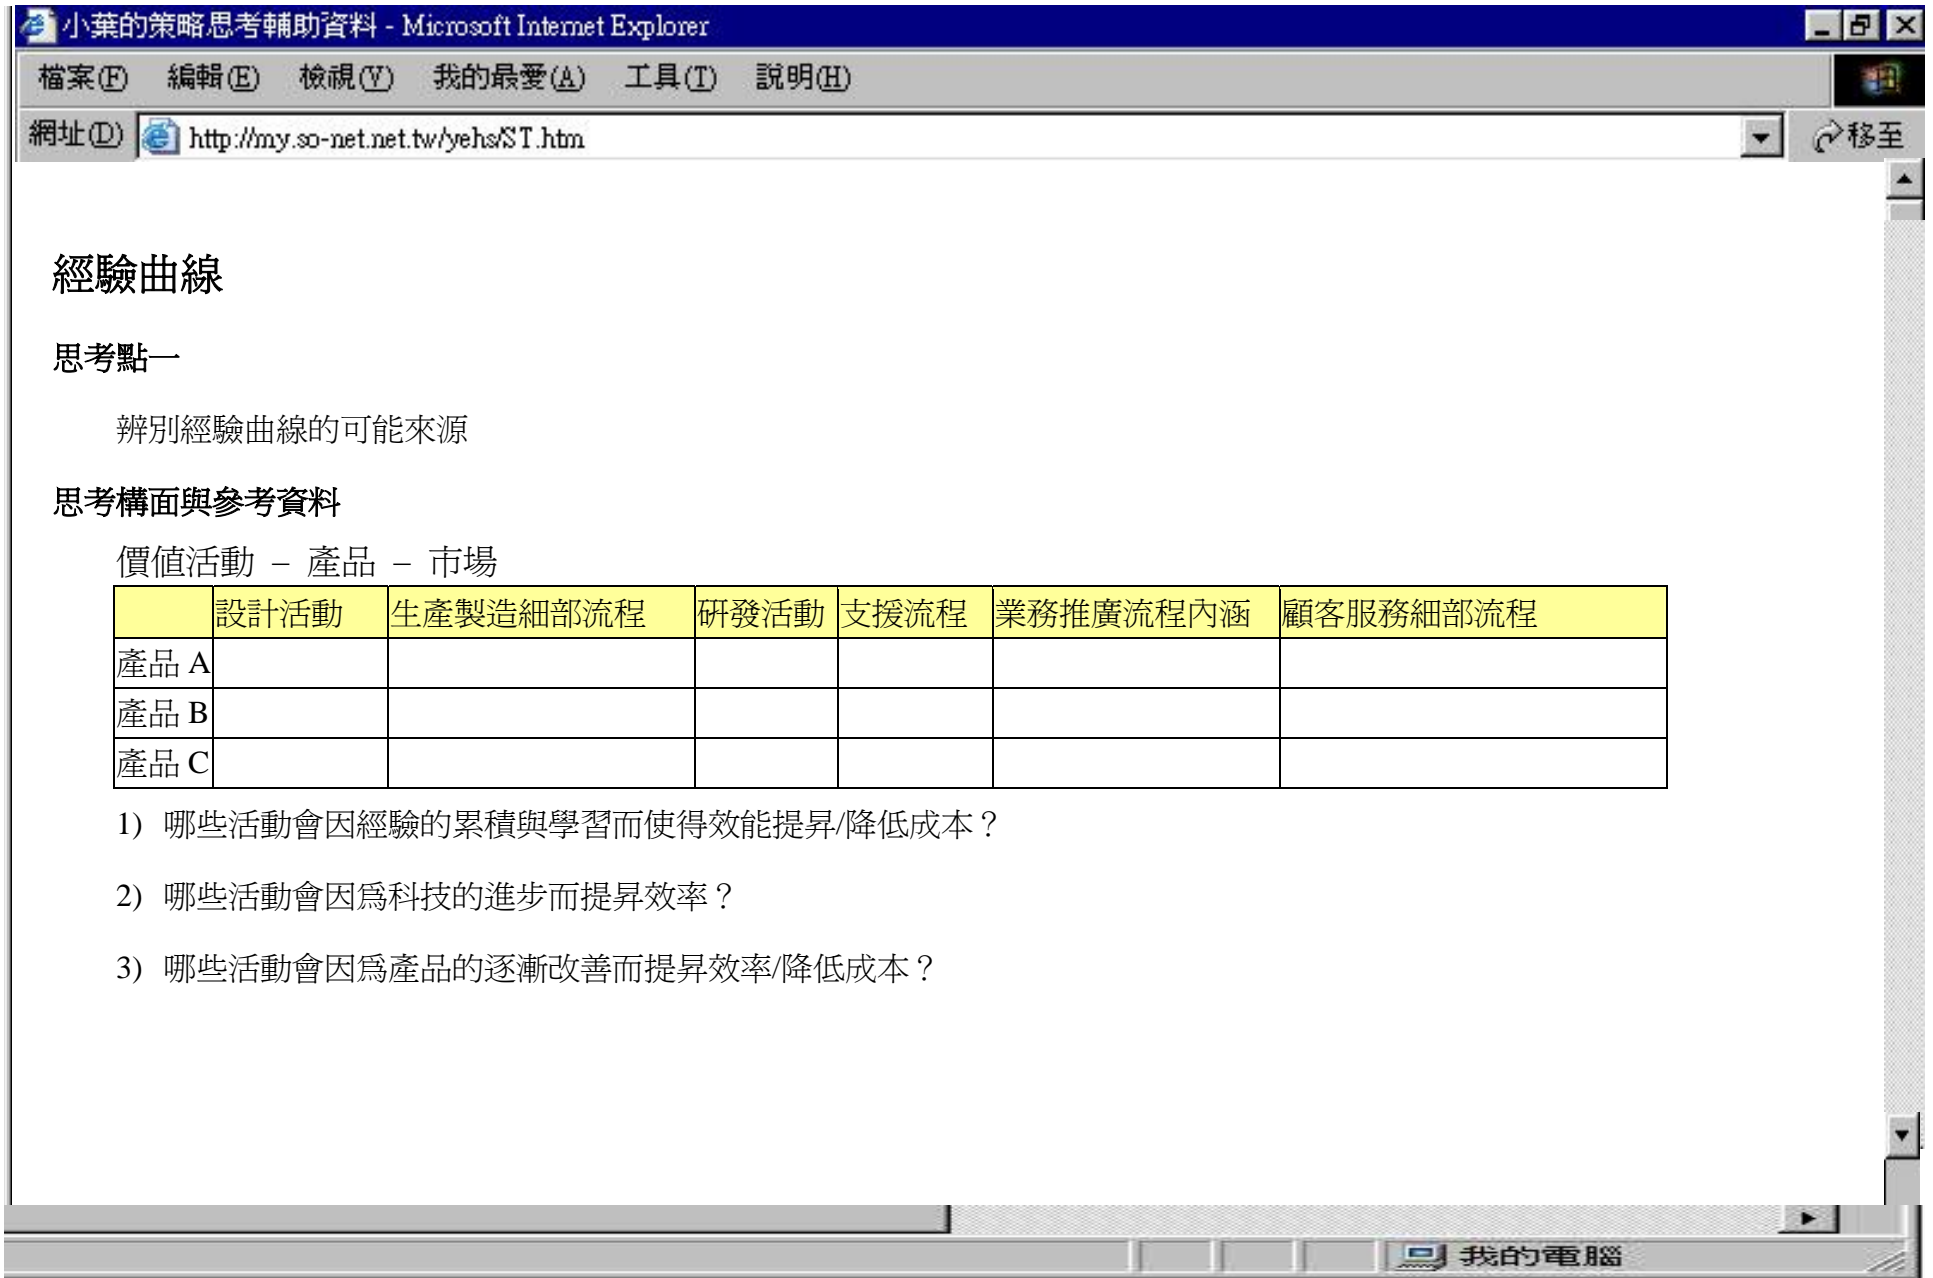 小葉的策略思考輔助資料 - Microsoft Internet Explorer
檔案(F) 編輯(E) 檢視(V) 我的最愛(A) 工具(T) 說明(H)
網址(D) http://my.so-net.net.tw/yehs/ST.htm 移至
經驗曲線
思考點一
辨別經驗曲線的可能來源
思考構面與參考資料
價值活動 – 產品 – 市場
設計活動 生產製造細部流程 研發活動 支援流程 業務推廣流程內涵 顧客服務細部流程
產品 A
產品 B
產品 C
1) 哪些活動會因經驗的累積與學習而使得效能提昇/降低成本？
2) 哪些活動會因為科技的進步而提昇效率？
3) 哪些活動會因為產品的逐漸改善而提昇效率/降低成本？
我的電腦